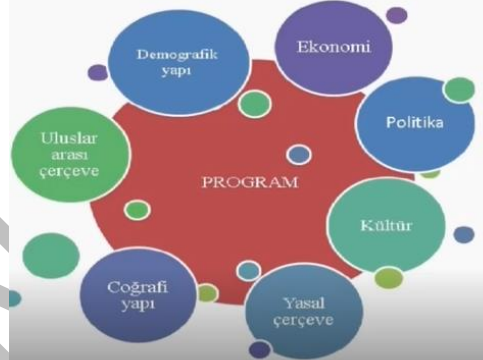 Demografik
yapı
Ekonomi
Politika
Uluslar
arası
çerçeve
PROGRAM
Kültür
Coğrafi
yapı
Yasal
çerçeve